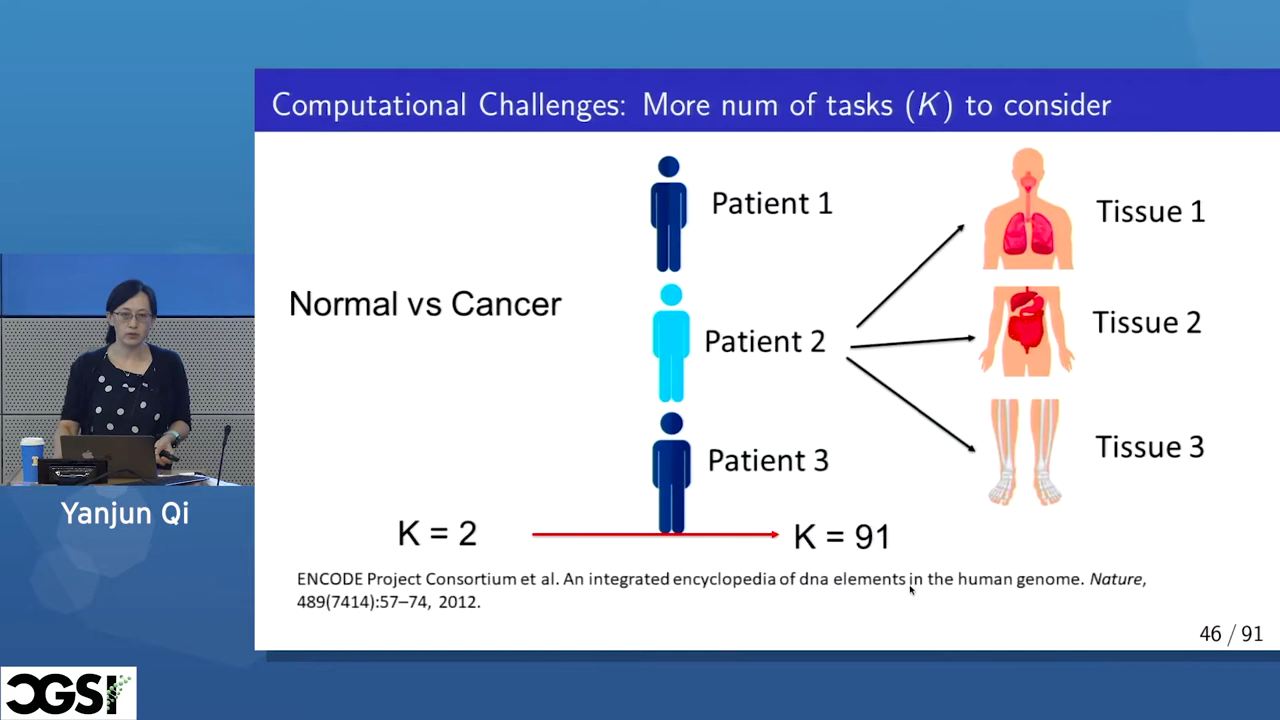 Computational Challenges: More num of tasks (K) to consider
Patient 1
Tissue 1
Normal vs Cancer
Patient 2
Tissue 2
Patient 3
Tissue 3
K = 2
K = 91
ENCODE Project Consortium et al. An integrated encyclopedia of dna elements in the human genome. Nature,
489(7414):57–74, 2012.
46 / 91
Yanjun Qi
CGSI